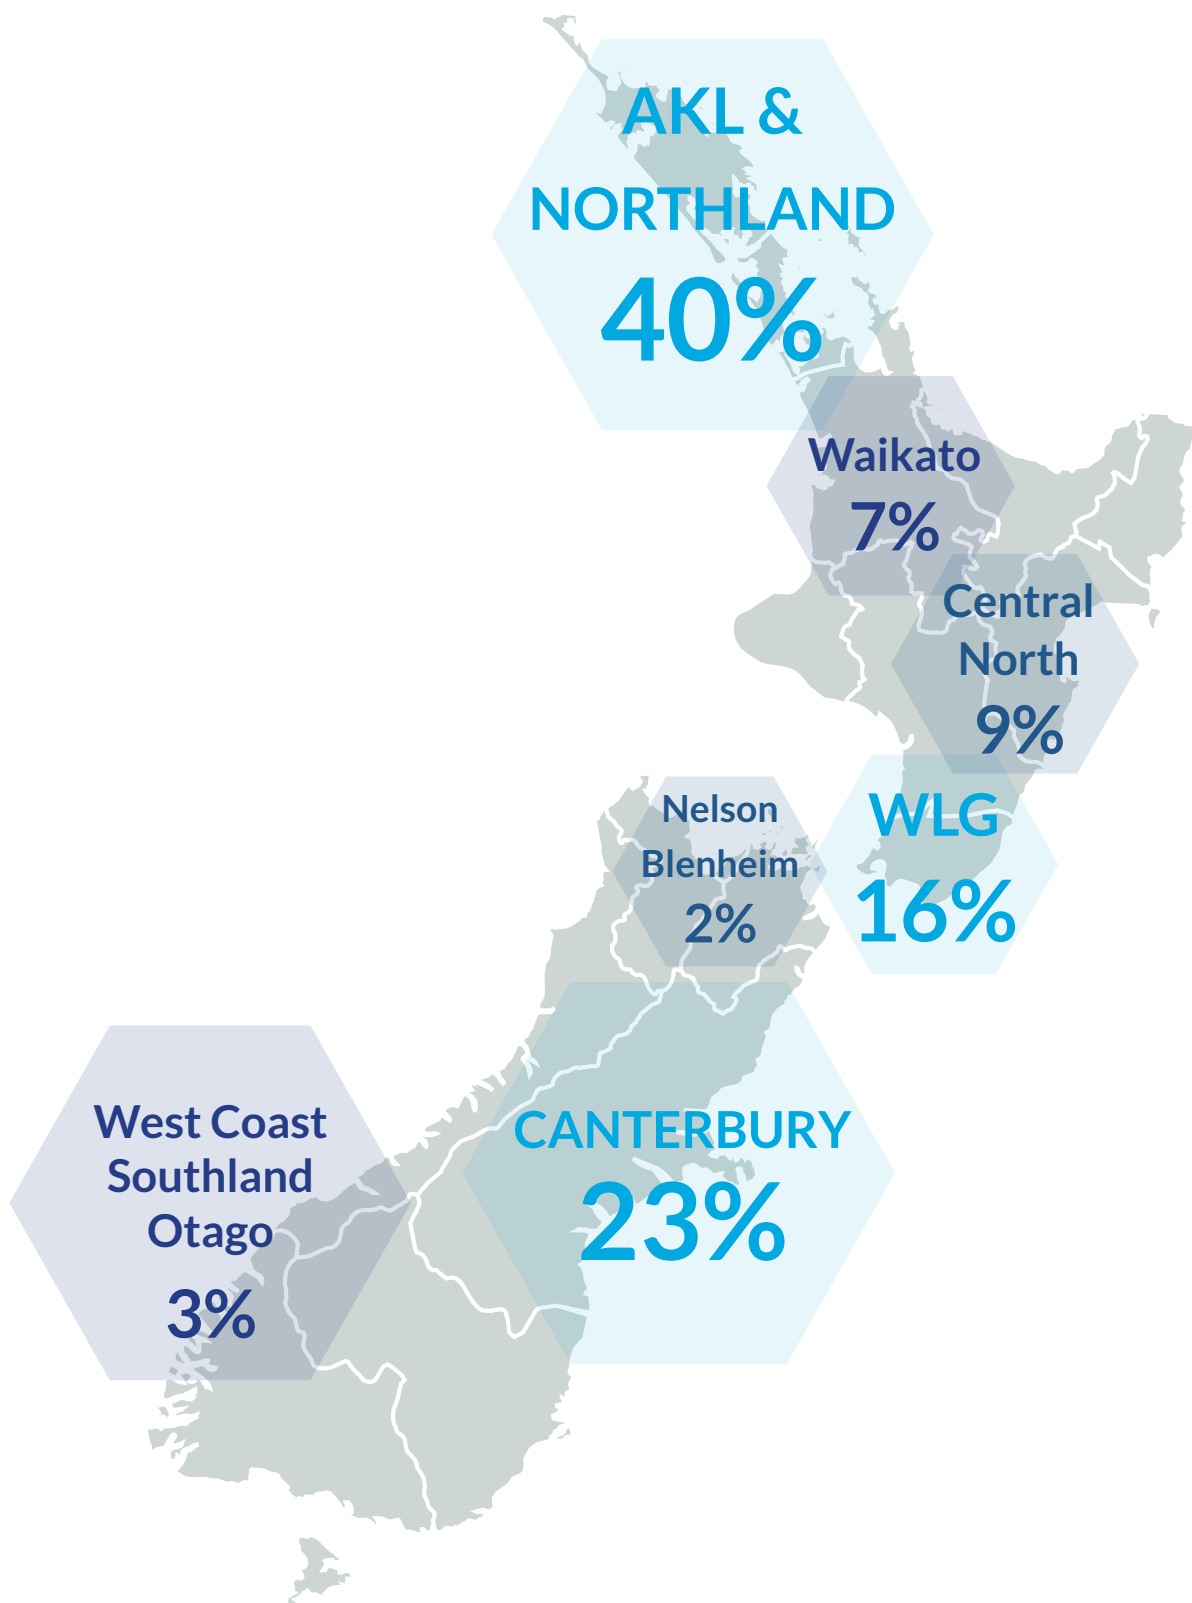 AKL &
NORTHLAND
40%
Waikato
7%
Central
North
9%
WLG
16%
Nelson
Blenheim
2%
CANTERBURY
23%
West Coast
Southland
Otago
3%